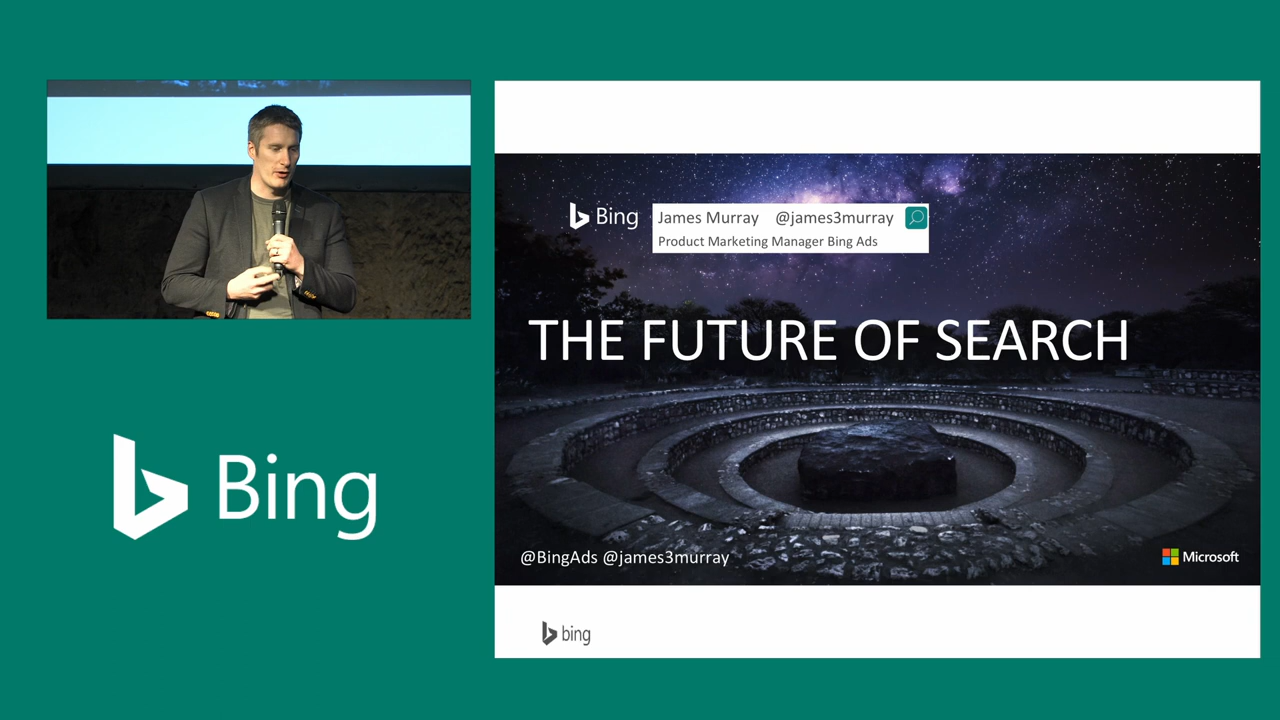 Bing
Bing
James Murray @james3murray
Product Marketing Manager Bing Ads
THE FUTURE OF SEARCH
@BingAds @james3murray
Microsoft
bing